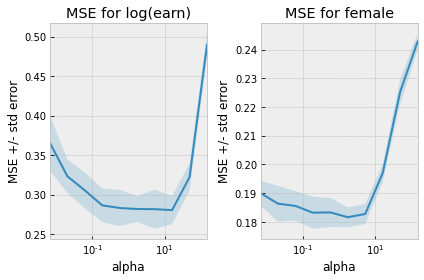 MSE for log(earn)
MSE +/- std error
0.50
0.45
0.40
0.35
0.30
0.25
10⁻¹
10¹
alpha
MSE for female
MSE +/- std error
0.24
0.23
0.22
0.21
0.20
0.19
0.18
10⁻¹
10¹
alpha